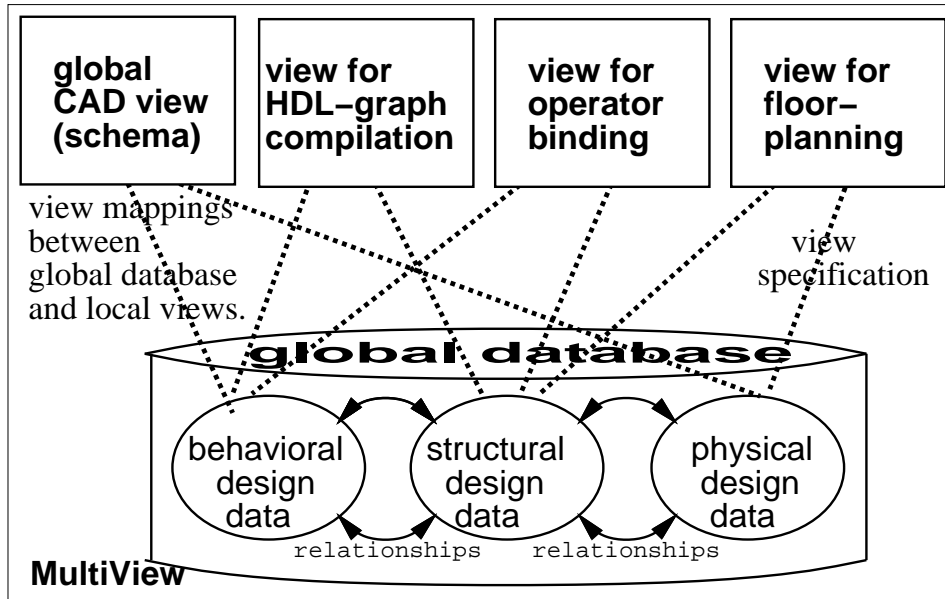 global
CAD view
(schema)
view for
HDL–graph
compilation
view for
operator
binding
view for
floor–
planning
view mappings
between
global database
and local views.
view
specification
global database
behavioral
design
data
structural
design
data
physical
design
data
relationships
relationships
MultiView